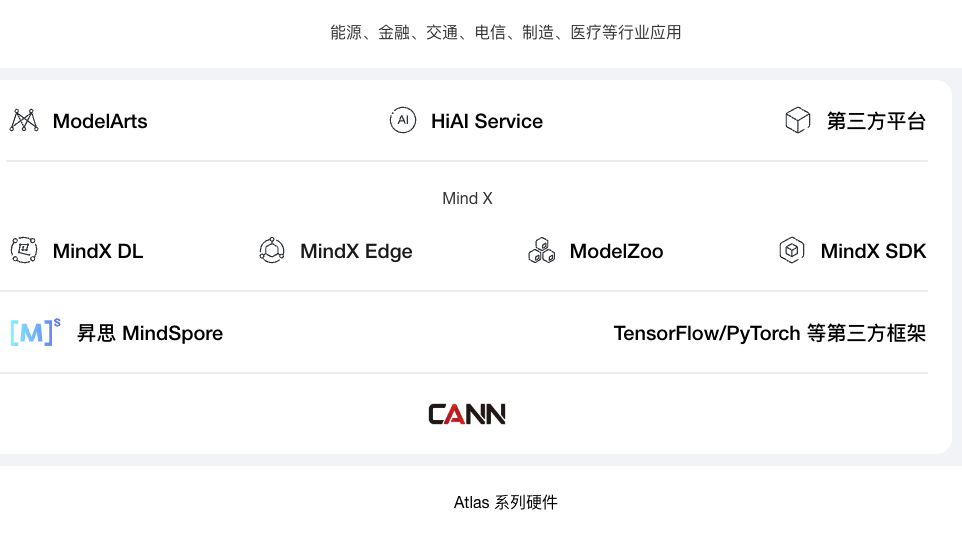 能源、金融、交通、电信、制造、医疗等行业应用
ModelArts AI HiAI Service 第三方平台
Mind X
MindX DL MindX Edge ModelZoo MindX SDK
[M]s 昇思 MindSpore TensorFlow/PyTorch 等第三方框架
CANN
Atlas 系列硬件